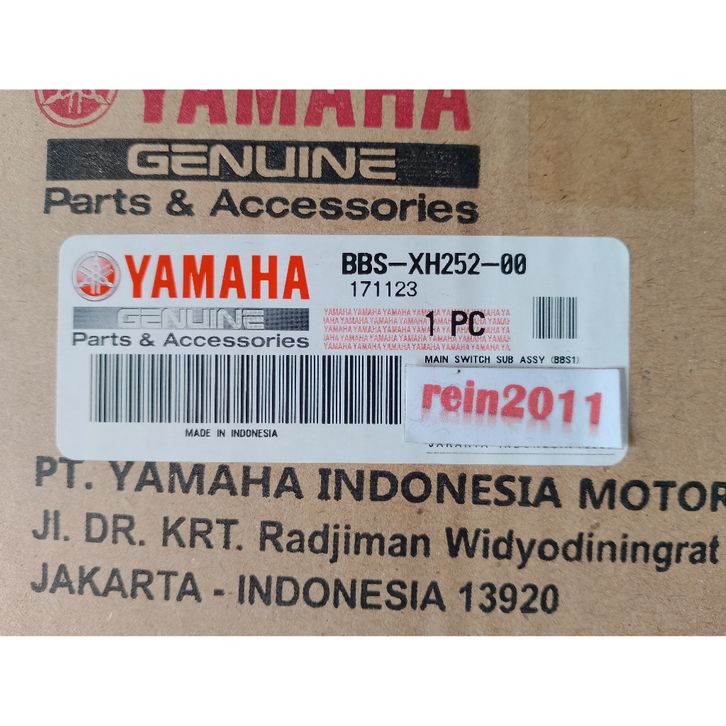 YAMAHA
GENUINE
Parts & Accessories
YAMAHA
GENUINE
Parts & Accessories
BBS-XH252-00
171123
1 PC
MAIN SWITCH SUB ASSY (BBS1)
rein2011
MADE IN INDONESIA
PT. YAMAHA INDONESIA MOTOR
Jl. DR. KRT. Radjiman Widyodiningrat
JAKARTA - INDONESIA 13920